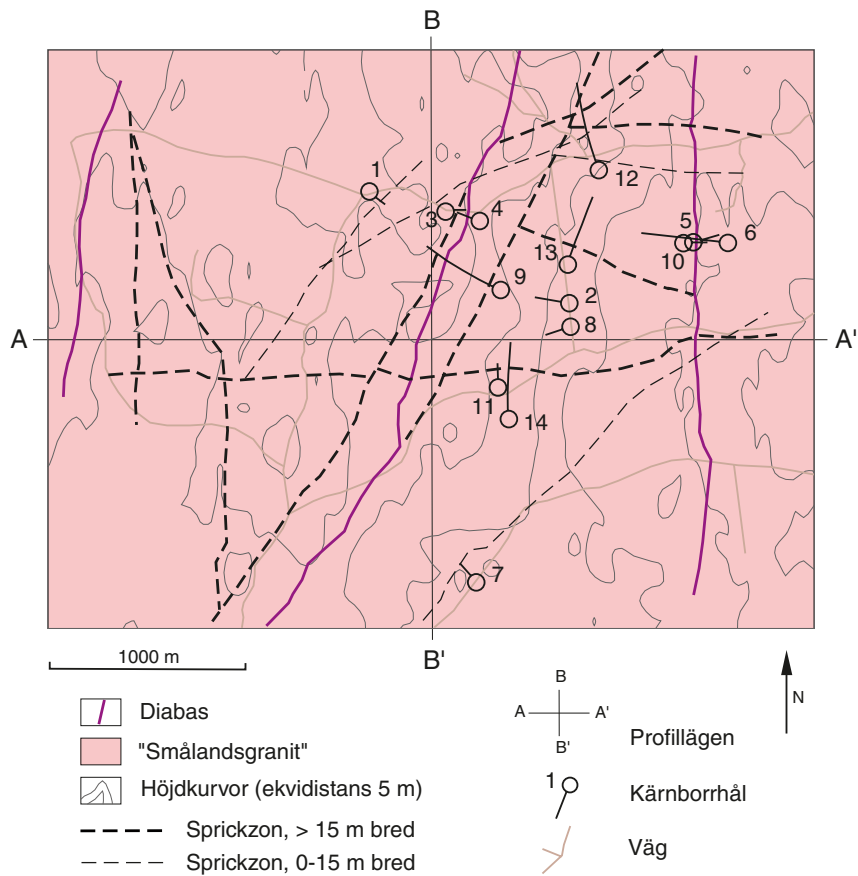 B
1
12
3
4
5
6
13
10
9
2
A
A'
8
11
14
7
B'
1000 m
N
Diabas
"Smålandsgranit"
Höjdkurvor (ekvidistans 5 m)
Sprickzon, > 15 m bred
Sprickzon, 0-15 m bred
B
A
A'
B'
Profillägen
1
Kärnborrhål
Väg